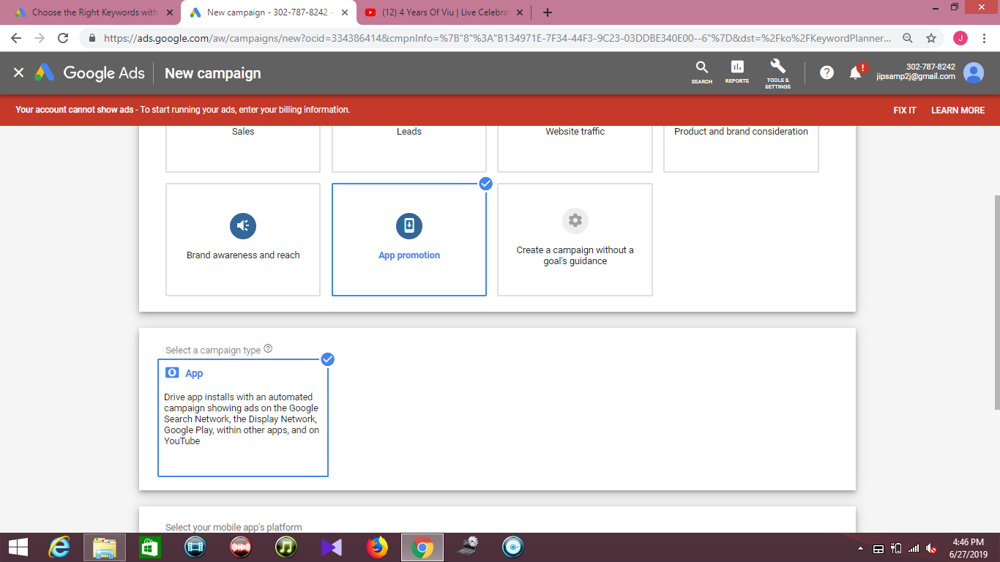 Choose the Right Keywords with
New campaign - 302-787-8242 -
(12) 4 Years Of Viu | Live Celebrat
https://ads.google.com/aw/campaigns/new?ocid=334386414&cmpnInfo=%7B"8"%3A"B134971E-7F34-44F3-9C23-03DDBE340E00--6"%7D&dst=%2Fko%2FKeywordPlanner...
J
Google Ads
New campaign
SEARCH
REPORTS
TOOLS &
SETTINGS
?
!
302-787-8242
jipsamp2j@gmail.com
Your account cannot show ads - To start running your ads, enter your billing information.
FIX IT
LEARN MORE
Sales
Leads
Website traffic
Product and brand consideration
Brand awareness and reach
App promotion
Create a campaign without a
goal's guidance
Select a campaign type ?
App
Drive app installs with an automated
campaign showing ads on the Google
Search Network, the Display Network,
Google Play, within other apps, and on
YouTube
Select your mobile app's platform
4:46 PM
6/27/2019